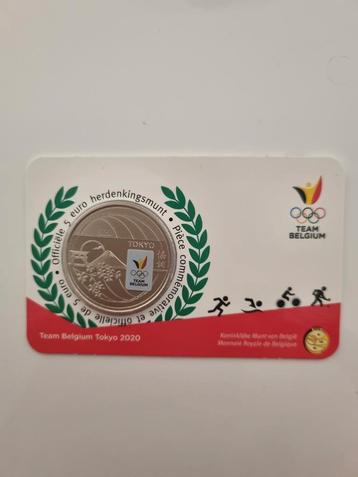 Officiële 5 euro herdenkingsmunt · Pièce commémorative et officielle de 5 euro ·
TOKYO
TEAM
BELGIUM
TEAM
BELGIUM
Team Belgium Tokyo 2020
Koninklijke Munt van België
Monnaie Royale de Belgique